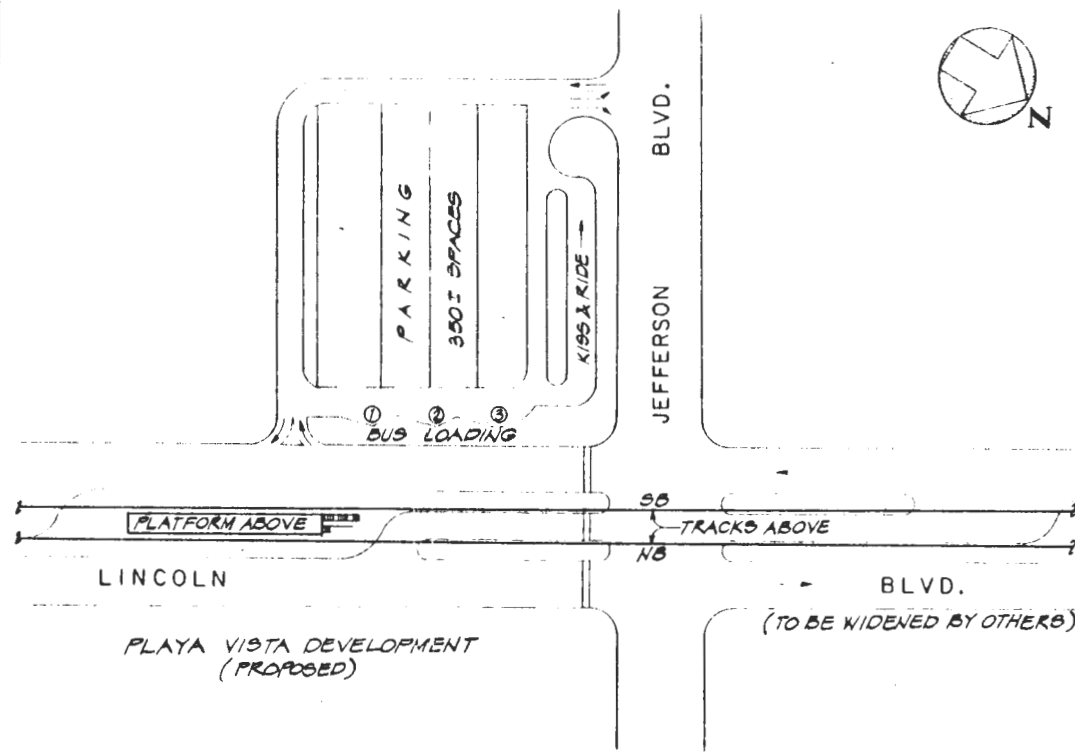 N
BLVD.
JEFFERSON
PARKING
350± SPACES
KISS & RIDE
① ② ③
BUS LOADING
SB
PLATFORM ABOVE
TRACKS ABOVE
NB
LINCOLN
BLVD.
(TO BE WIDENED BY OTHERS)
PLAYA VISTA DEVELOPMENT
(PROPOSED)